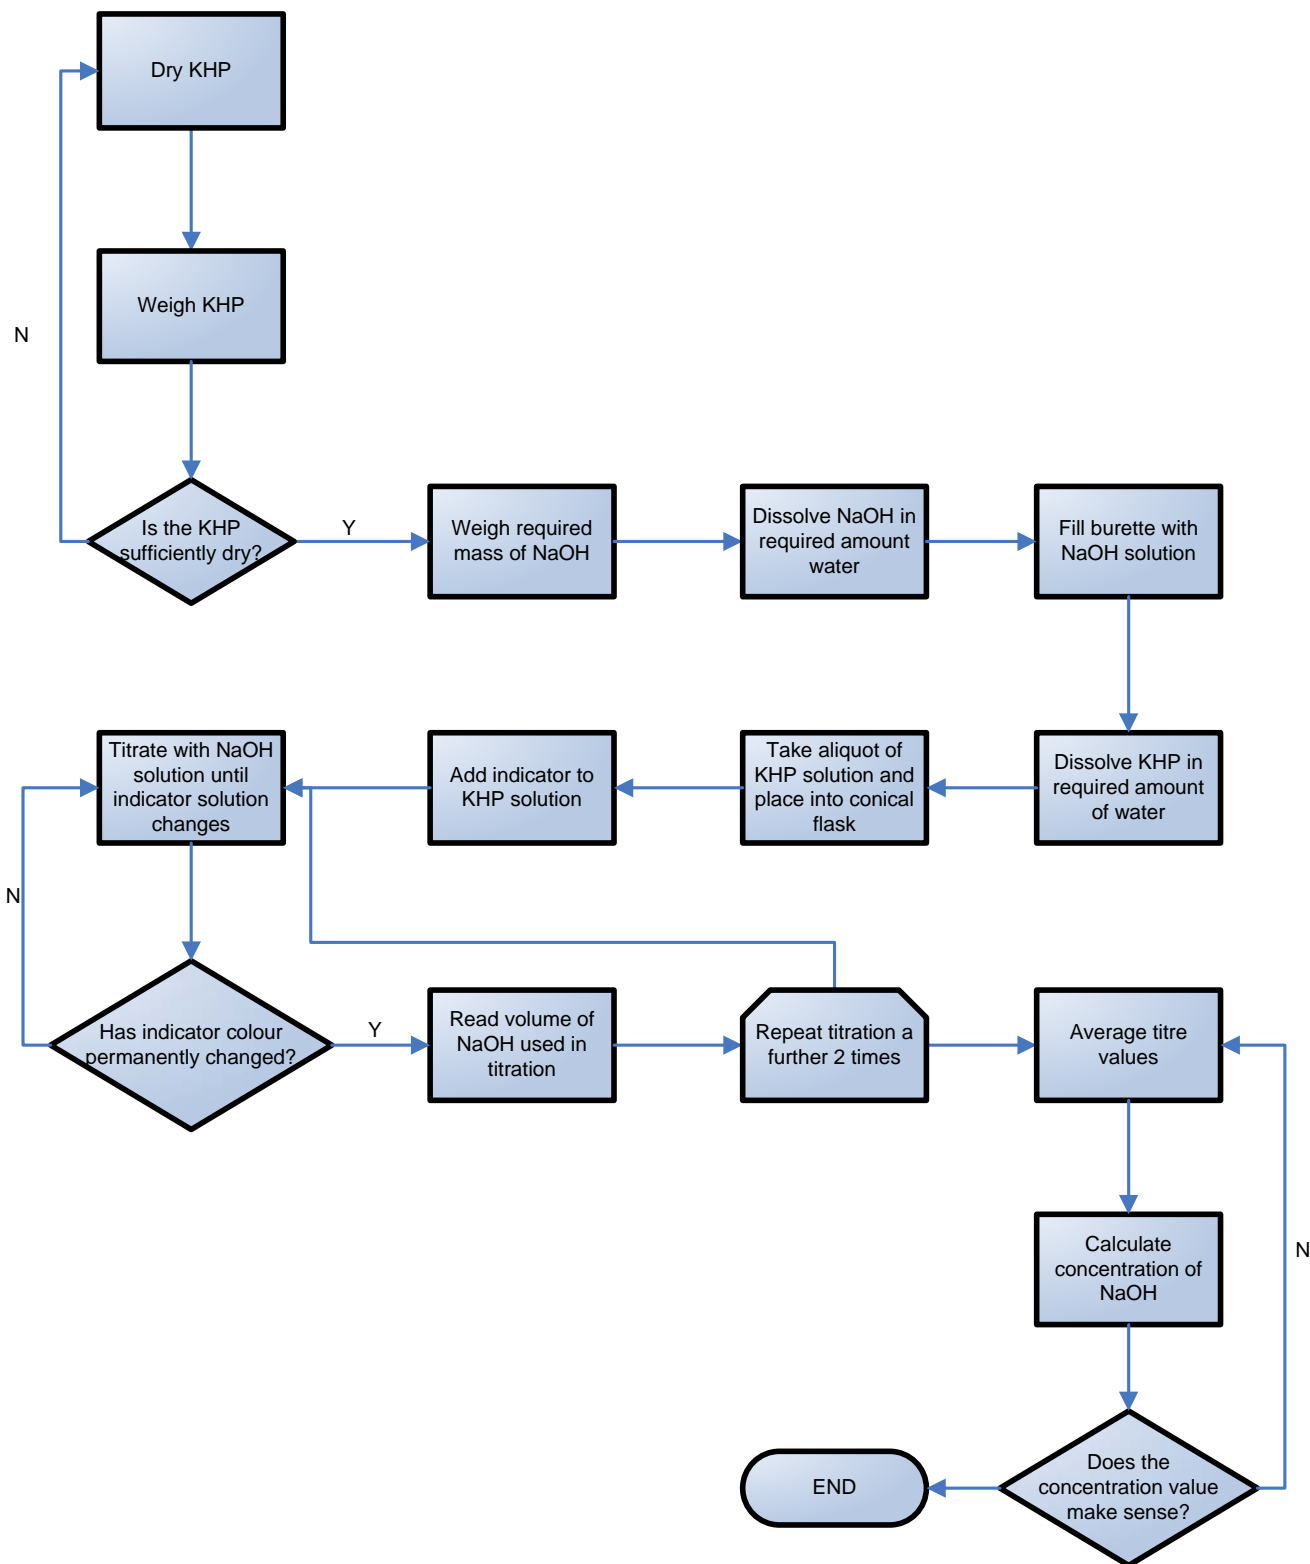 Dry KHP
Weigh KHP
N
Is the KHP
sufficiently dry?
Y
Weigh required
mass of NaOH
Dissolve NaOH in
required amount
water
Fill burette with
NaOH solution
Dissolve KHP in
required amount
of water
Take aliquot of
KHP solution and
place into conical
flask
Add indicator to
KHP solution
Titrate with NaOH
solution until
indicator solution
changes
N
Has indicator colour
permanently changed?
Y
Read volume of
NaOH used in
titration
Repeat titration a
further 2 times
Average titre
values
Calculate
concentration of
NaOH
N
Does the
concentration value
make sense?
END